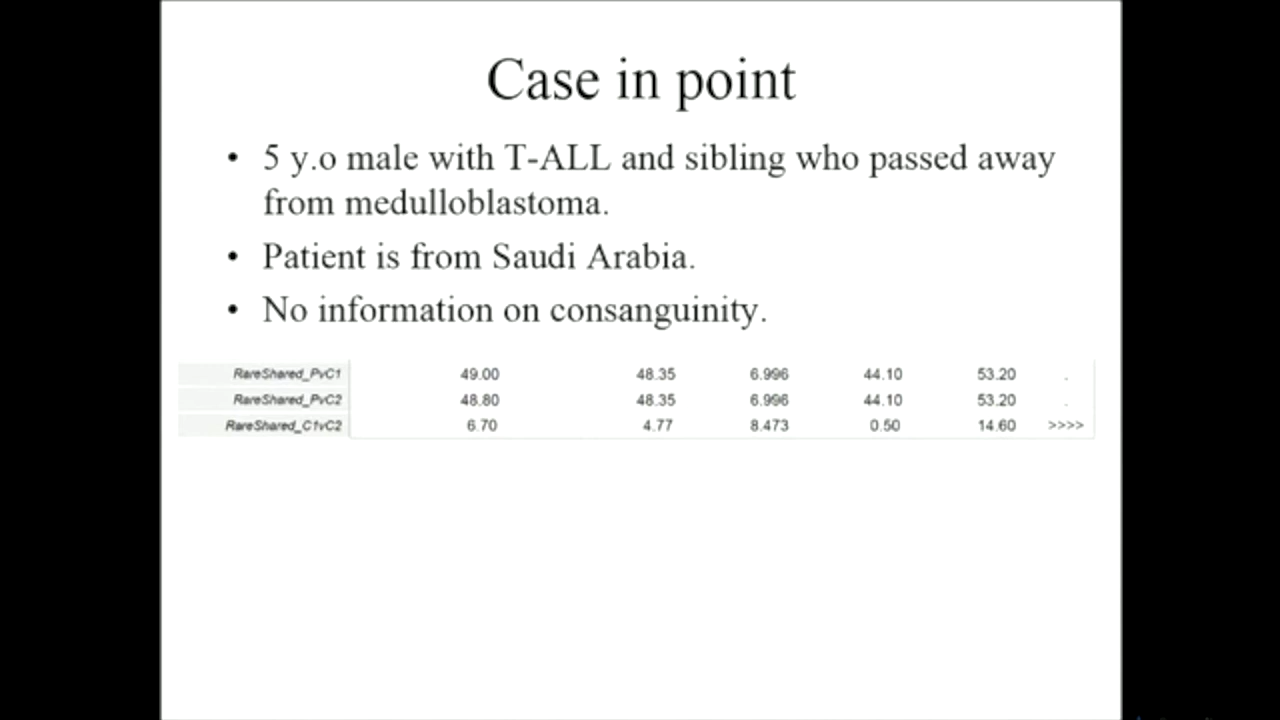 Case in point
• 5 y.o male with T-ALL and sibling who passed away
from medulloblastoma.
• Patient is from Saudi Arabia.
• No information on consanguinity.
RareShared_PvC1 49.00 48.35 6.996 44.10 53.20 .
RareShared_PvC2 48.80 48.35 6.996 44.10 53.20 .
RareShared_C1vC2 6.70 4.77 8.473 0.50 14.60 >>>>